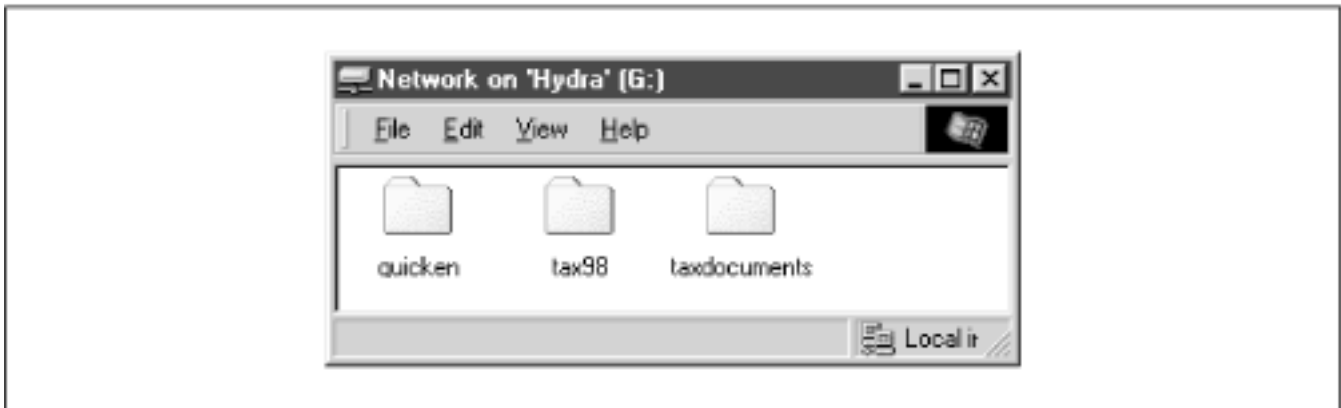 Network on 'Hydra' (G:)
File Edit View Help
quicken tax98 taxdocuments
Local ir